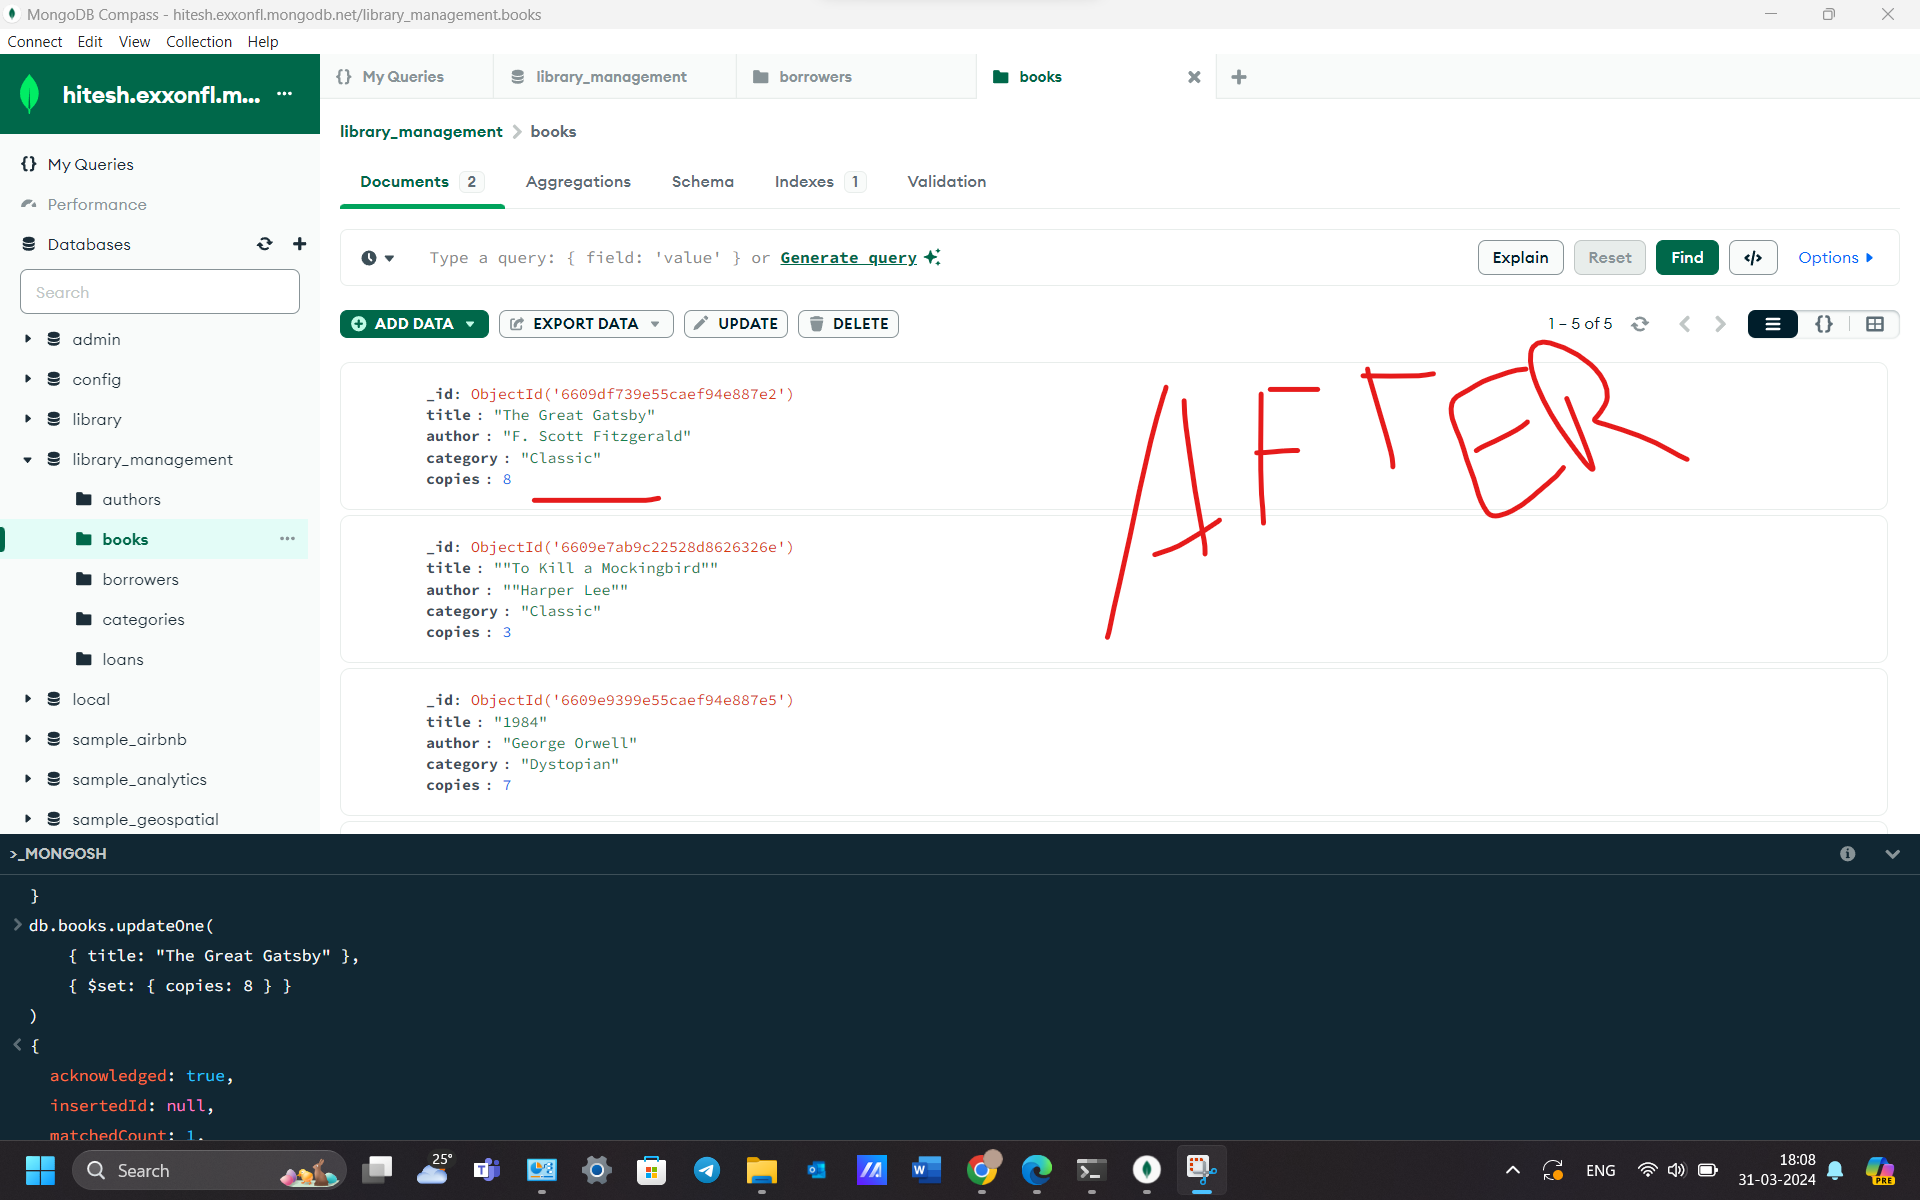 MongoDB Compass - hitesh.exxonfl.mongodb.net/library_management.books
Connect Edit View Collection Help
hitesh.exxonfl.m... ...
{} My Queries library_management borrowers books
library_management > books
My Queries
Performance
Databases
Search
admin
config
library
library_management
authors
books
borrowers
categories
loans
local
sample_airbnb
sample_analytics
sample_geospatial
Documents 2 Aggregations Schema Indexes 1 Validation
Type a query: { field: 'value' } or Generate query
Explain Reset Find </> Options
ADD DATA EXPORT DATA UPDATE DELETE
1 – 5 of 5 {}
AFTER
_id: ObjectId('6609df739e55caef94e887e2')
title : "The Great Gatsby"
author : "F. Scott Fitzgerald"
category : "Classic"
copies : 8
_id: ObjectId('6609e7ab9c22528d8626326e')
title : ""To Kill a Mockingbird""
author : ""Harper Lee""
category : "Classic"
copies : 3
_id: ObjectId('6609e9399e55caef94e887e5')
title : "1984"
author : "George Orwell"
category : "Dystopian"
copies : 7
>_MONGOSH
}
> db.books.updateOne(
{ title: "The Great Gatsby" },
{ $set: { copies: 8 } }
)
< {
acknowledged: true,
insertedId: null,
matchedCount: 1,
Search 25° ENG 18:08
31-03-2024
PRE